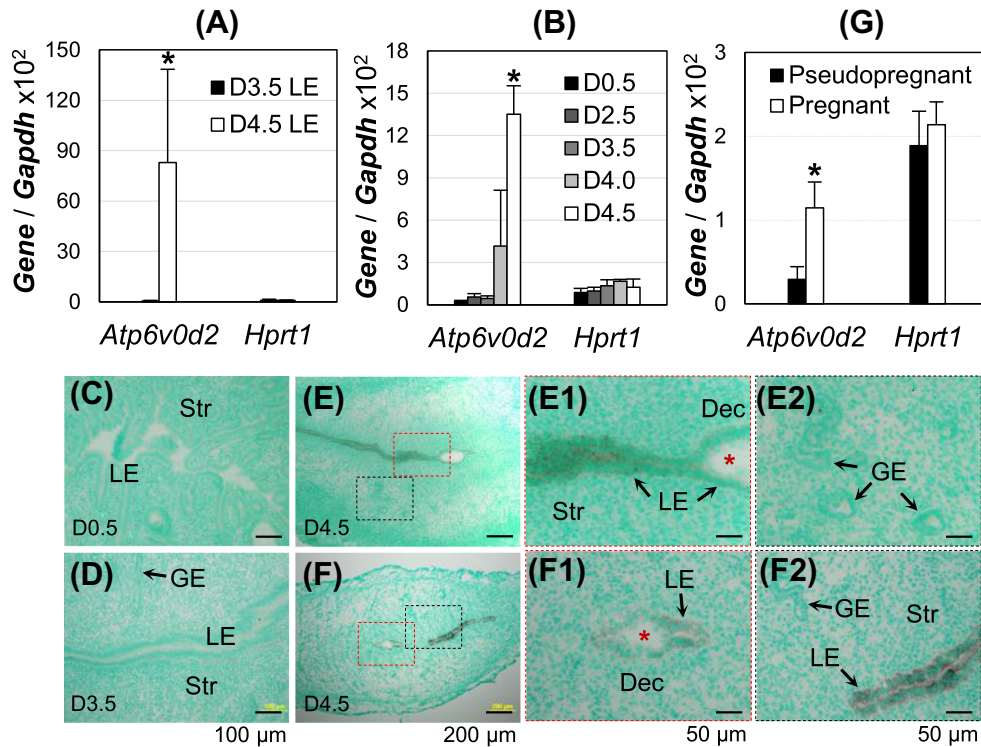 (A)
Gene / Gapdh x10²
150
120
90
60
30
0
*
D3.5 LE
D4.5 LE
Atp6v0d2
Hprt1
(B)
Gene / Gapdh x10²
18
15
12
9
6
3
0
*
D0.5
D2.5
D3.5
D4.0
D4.5
Atp6v0d2
Hprt1
(G)
Gene / Gapdh x10²
3
2
1
0
*
Pseudopregnant
Pregnant
Atp6v0d2
Hprt1
(C)
Str
LE
D0.5
(E)
D4.5
(E1)
Dec
*
LE
Str
(E2)
GE
(D)
GE
LE
Str
D3.5
100 µm
(F)
D4.5
200 µm
(F1)
LE
*
Dec
50 µm
(F2)
GE
Str
LE
50 µm